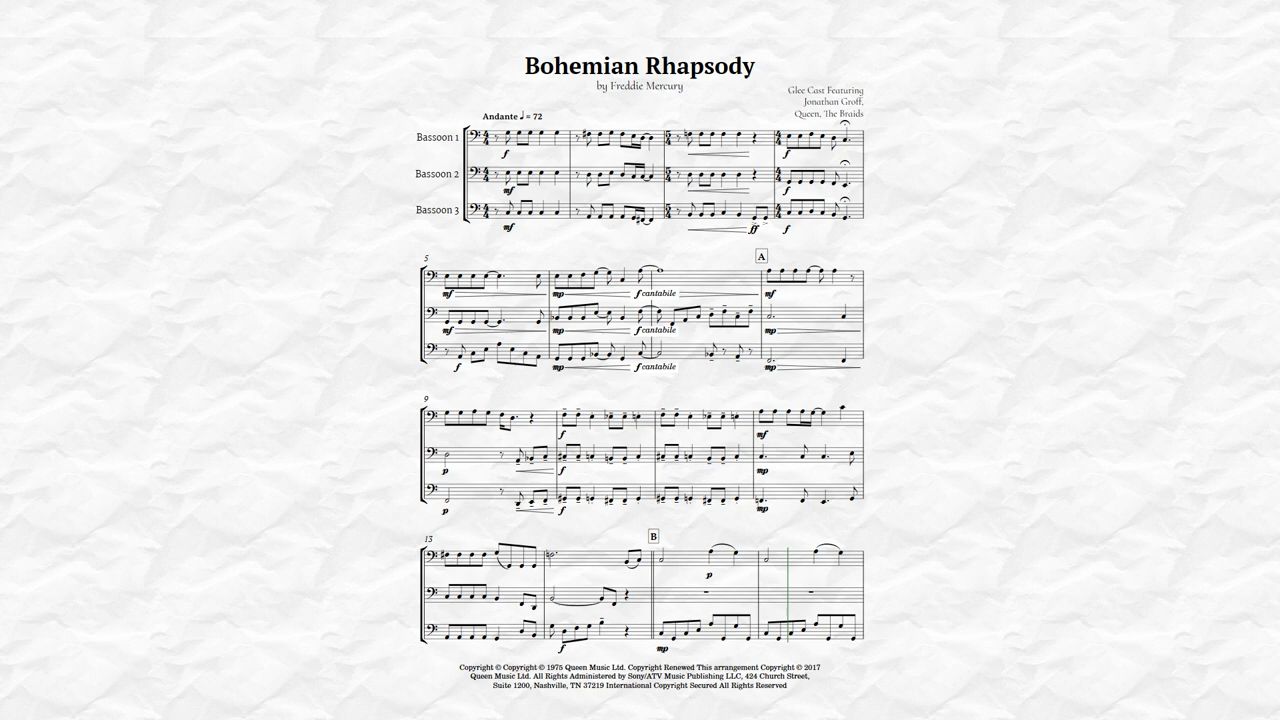 Bohemian Rhapsody
by Freddie Mercury
Glee Cast Featuring
Jonathan Groff,
Queen, The Braids
Andante ♩ = 72
Bassoon 1
f
f
Bassoon 2
mf
f
Bassoon 3
mf
ff
f
5
A
mf
mp
f cantabile
mf
mf
mp
f cantabile
mp
f
mp
f cantabile
mp
9
f
mf
p
f
mp
p
f
mp
13
B
p
f
mp
Copyright © Copyright © 1975 Queen Music Ltd. Copyright Renewed This arrangement Copyright © 2017
Queen Music Ltd. All Rights Administered by Sony/ATV Music Publishing LLC, 424 Church Street,
Suite 1200, Nashville, TN 37219 International Copyright Secured All Rights Reserved